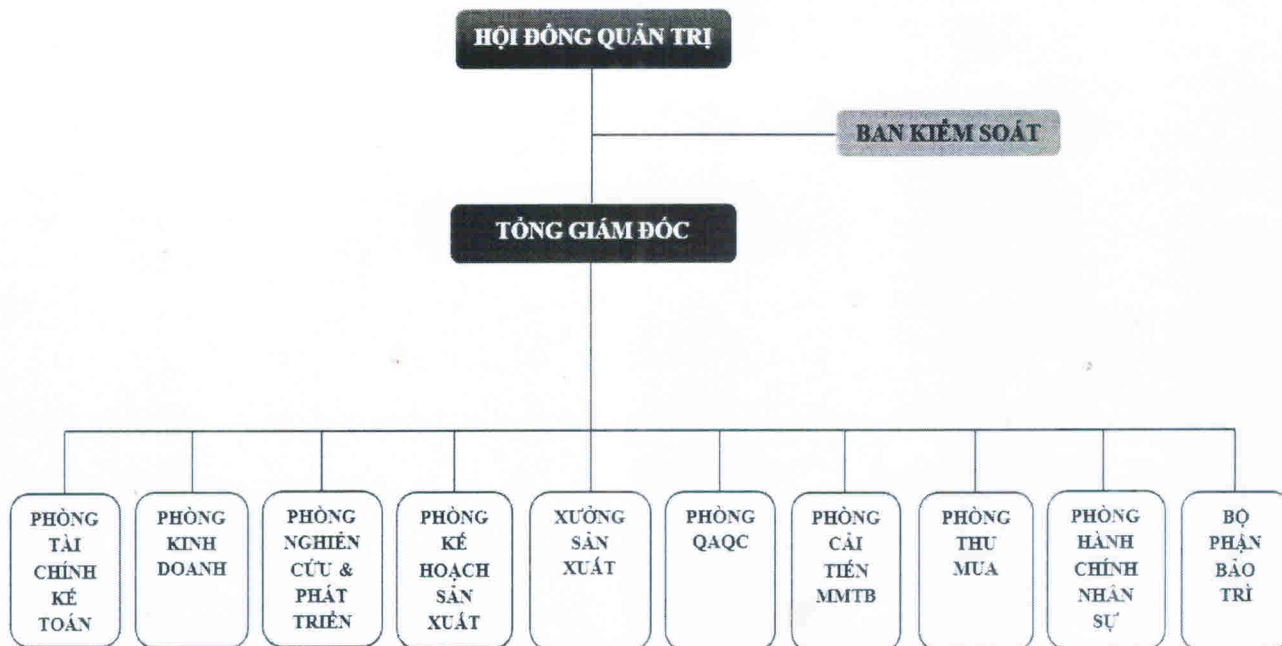 HỘI ĐỒNG QUẢN TRỊ
BAN KIỂM SOÁT
TỔNG GIÁM ĐỐC
PHÒNG
TÀI
CHÍNH
KẾ
TOÁN
PHÒNG
KINH
DOANH
PHÒNG
NGHIÊN
CỨU &
PHÁT
TRIỂN
PHÒNG
KẾ
HOẠCH
SẢN
XUẤT
XƯỞNG
SẢN
XUẤT
PHÒNG
QAQC
PHÒNG
CẢI
TIẾN
MMTB
PHÒNG
THU
MUA
PHÒNG
HÀNH
CHÍNH
NHÂN
SỰ
BỘ
PHẬN
BẢO
TRÌ